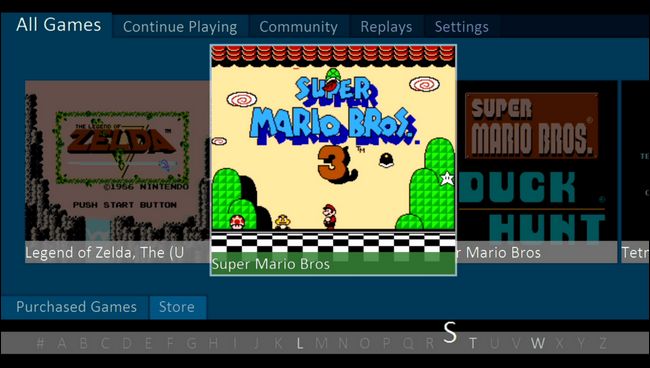 All Games Continue Playing Community Replays Settings
SUPER
MARIO BROS.
TM
3
THE LEGEND OF
ZELDA
©1986 NINTENDO
PUSH START BUTTON
SUPER
MARIO BROS.
DUCK
HUNT
Legend of Zelda, The (U
Super Mario Bros
r Mario Bros
Tetr
Purchased Games Store
# A B C D E F G H I J K L M N O P Q R S T U V W X Y Z